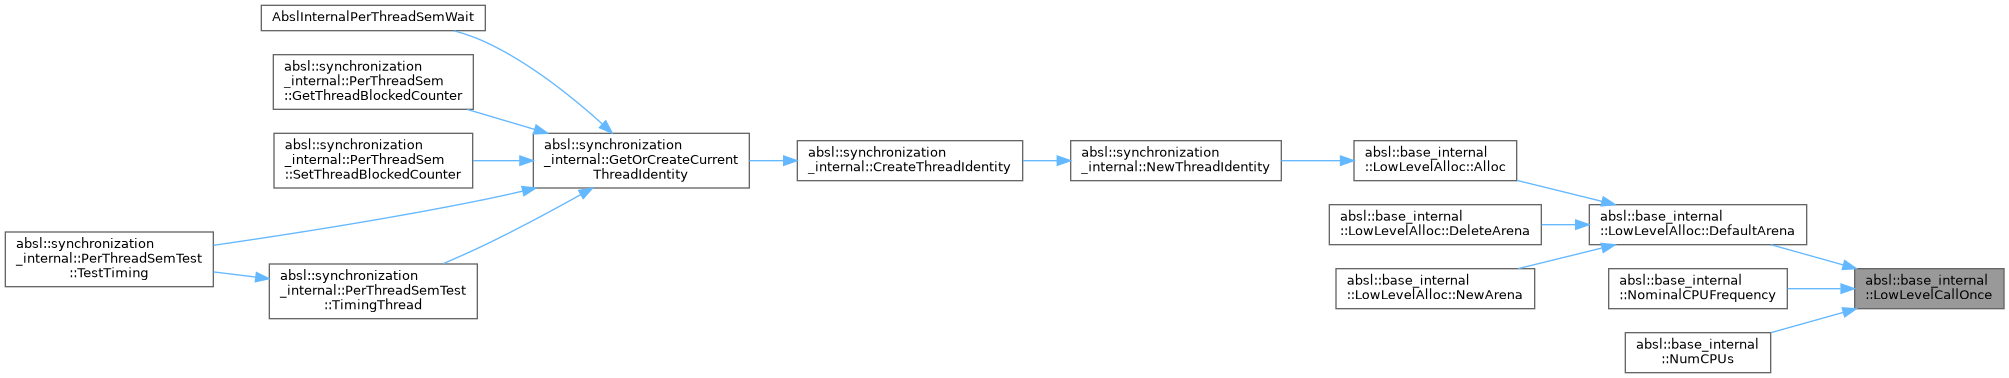 AbslInternalPerThreadSemWait
absl::synchronization
_internal::PerThreadSem
::GetThreadBlockedCounter
absl::synchronization
_internal::PerThreadSem
::SetThreadBlockedCounter
absl::synchronization
_internal::PerThreadSemTest
::TestTiming
absl::synchronization
_internal::PerThreadSemTest
::TimingThread
absl::synchronization
_internal::GetOrCreateCurrent
ThreadIdentity
absl::synchronization
_internal::CreateThreadIdentity
absl::synchronization
_internal::NewThreadIdentity
absl::base_internal
::LowLevelAlloc::Alloc
absl::base_internal
::LowLevelAlloc::DeleteArena
absl::base_internal
::LowLevelAlloc::NewArena
absl::base_internal
::LowLevelAlloc::DefaultArena
absl::base_internal
::NominalCPUFrequency
absl::base_internal
::NumCPUs
absl::base_internal
::LowLevelCallOnce